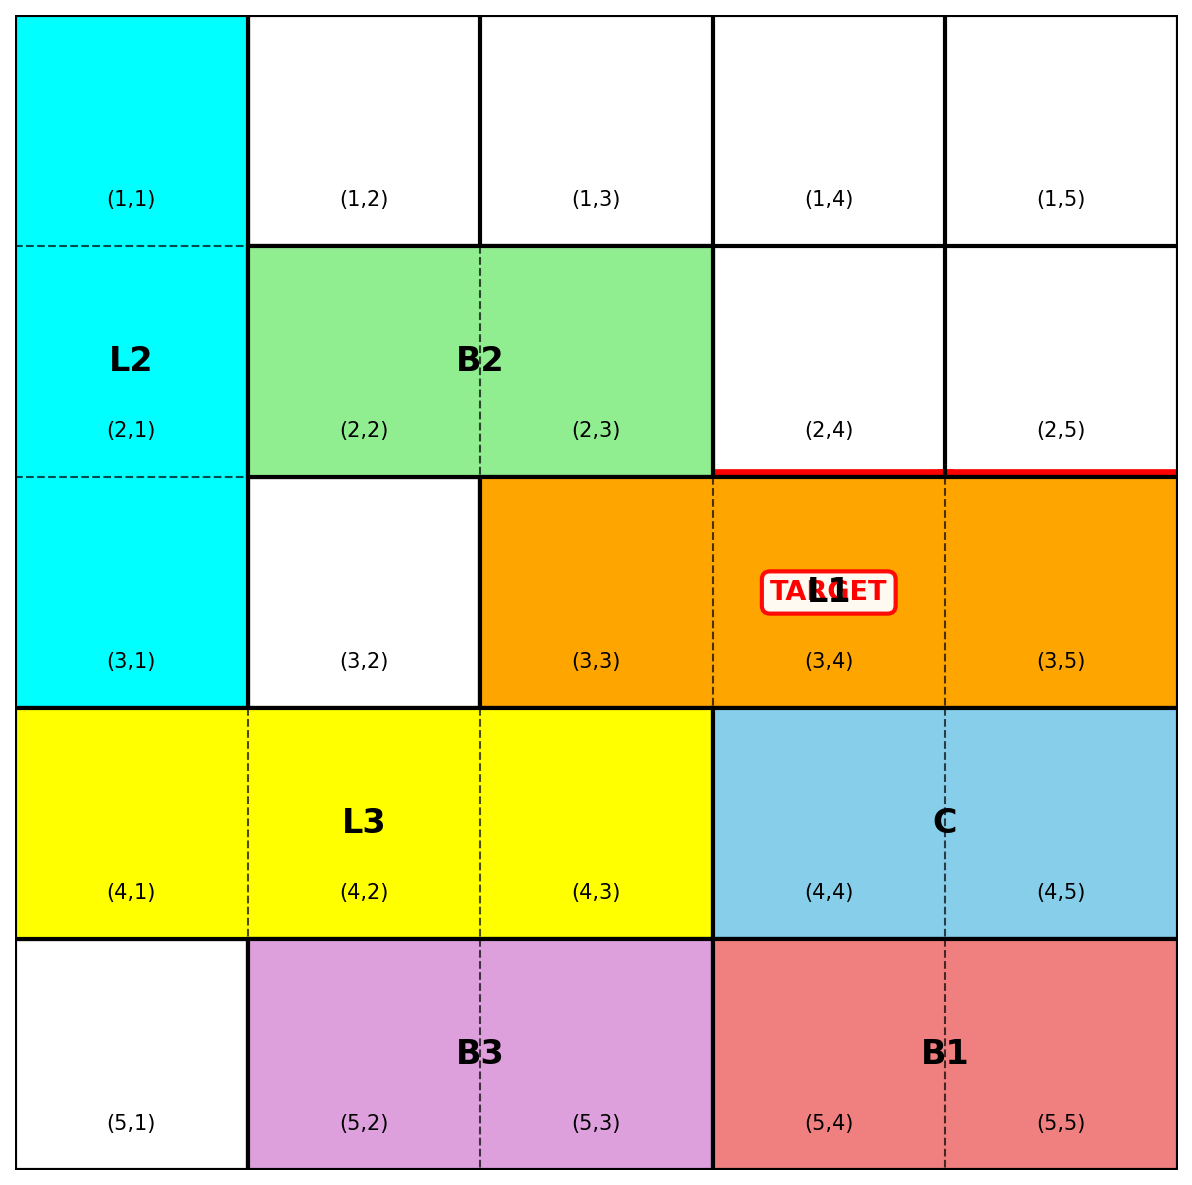 (1,1) (1,2) (1,3) (1,4) (1,5)
L2 B2
(2,1) (2,2) (2,3) (2,4) (2,5)
TARGET L1
(3,1) (3,2) (3,3) (3,4) (3,5)
L3 C
(4,1) (4,2) (4,3) (4,4) (4,5)
B3 B1
(5,1) (5,2) (5,3) (5,4) (5,5)